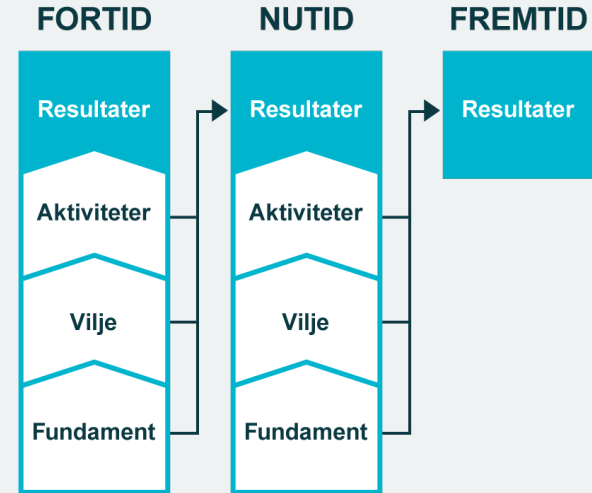 FORTID
NUTID
FREMTID
Resultater
Resultater
Resultater
Aktiviteter
Aktiviteter
Vilje
Vilje
Fundament
Fundament